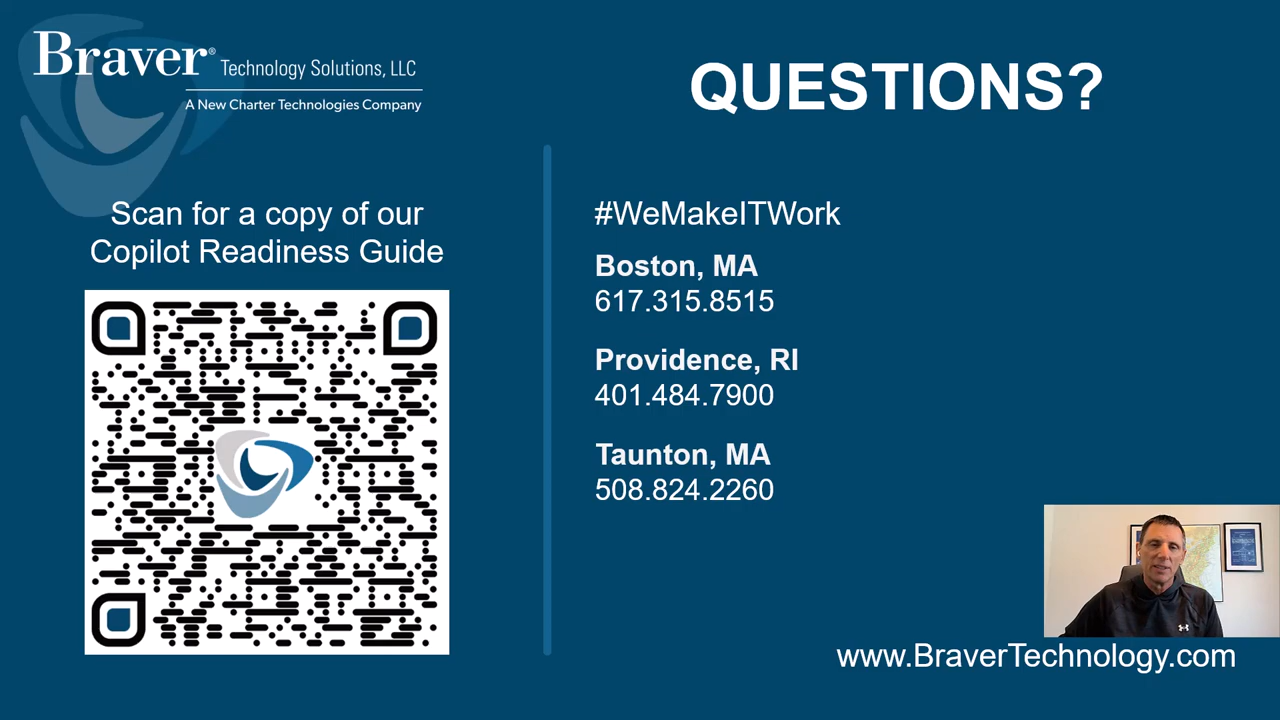 Braver® Technology Solutions, LLC
A New Charter Technologies Company
QUESTIONS?
Scan for a copy of our
Copilot Readiness Guide
#WeMakeITWork
Boston, MA
617.315.8515
Providence, RI
401.484.7900
Taunton, MA
508.824.2260
www.BraverTechnology.com